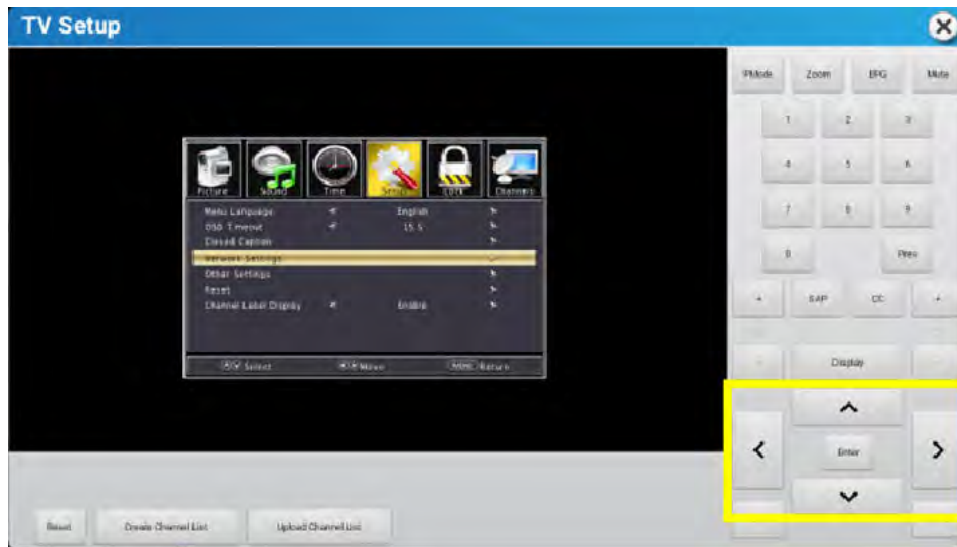 TV Setup
IPMode Zoom EPG Mute
1 2 3
4 5 6
7 8 9
0 Prev
+ SAP CC +
- Display -
Enter
Picture Sound Time Setup Lock Channels
Menu Language English
OSD Timeout 15 S
Closed Caption
Network Settings
Other Settings
Reset
Channel Label Display Enable
Select Move MENU Return
Reset Create Channel List Upload Channel List